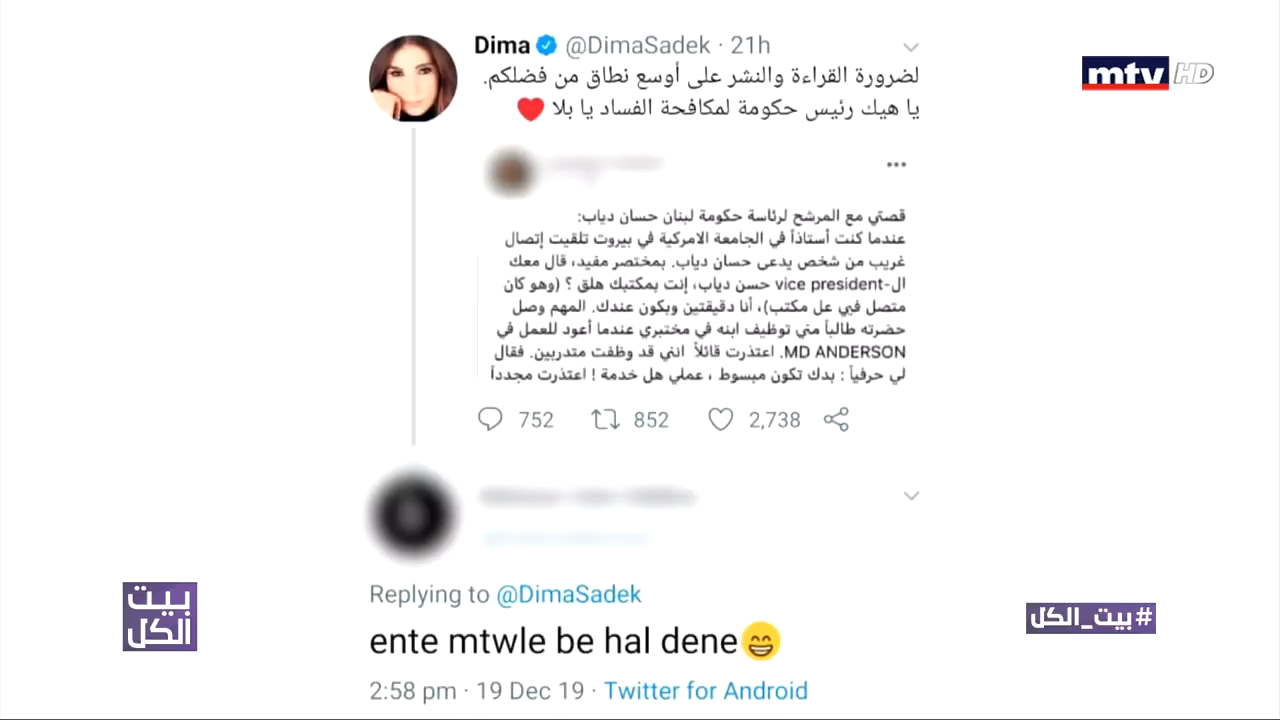 Dima @DimaSadek · 21h
لضرورة القراءة والنشر على أوسع نطاق من فضلكم.
يا هيك رئيس حكومة لمكافحة الفساد يا بلا ❤️
mtv HD
قصتي مع المرشح لرئاسة حكومة لبنان حسان دياب:
عندما كنت أستاذاً في الجامعة الامركية في بيروت تلقيت إتصال
غريب من شخص يدعى حسان دياب. بمختصر مفيد، قال معك
ال-vice president حسن دياب، إنت بمكتبك هلق ؟ (وهو كان
متصل فيي عل مكتب)، أنا دقيقتين وبكون عندك. المهم وصل
حضرته طالباً مني توظيف ابنه في مختبري عندما أعود للعمل في
MD ANDERSON. اعتذرت قائلاً انني قد وظفت متدربين. فقال
لي حرفياً : بدك تكون مبسوط ، عملي هل خدمة ! اعتذرت مجدداً
752 852 2,738
Replying to @DimaSadek
ente mtwle be hal dene😁
2:58 pm · 19 Dec 19 · Twitter for Android
بيت
الكل
#بيت_الكل